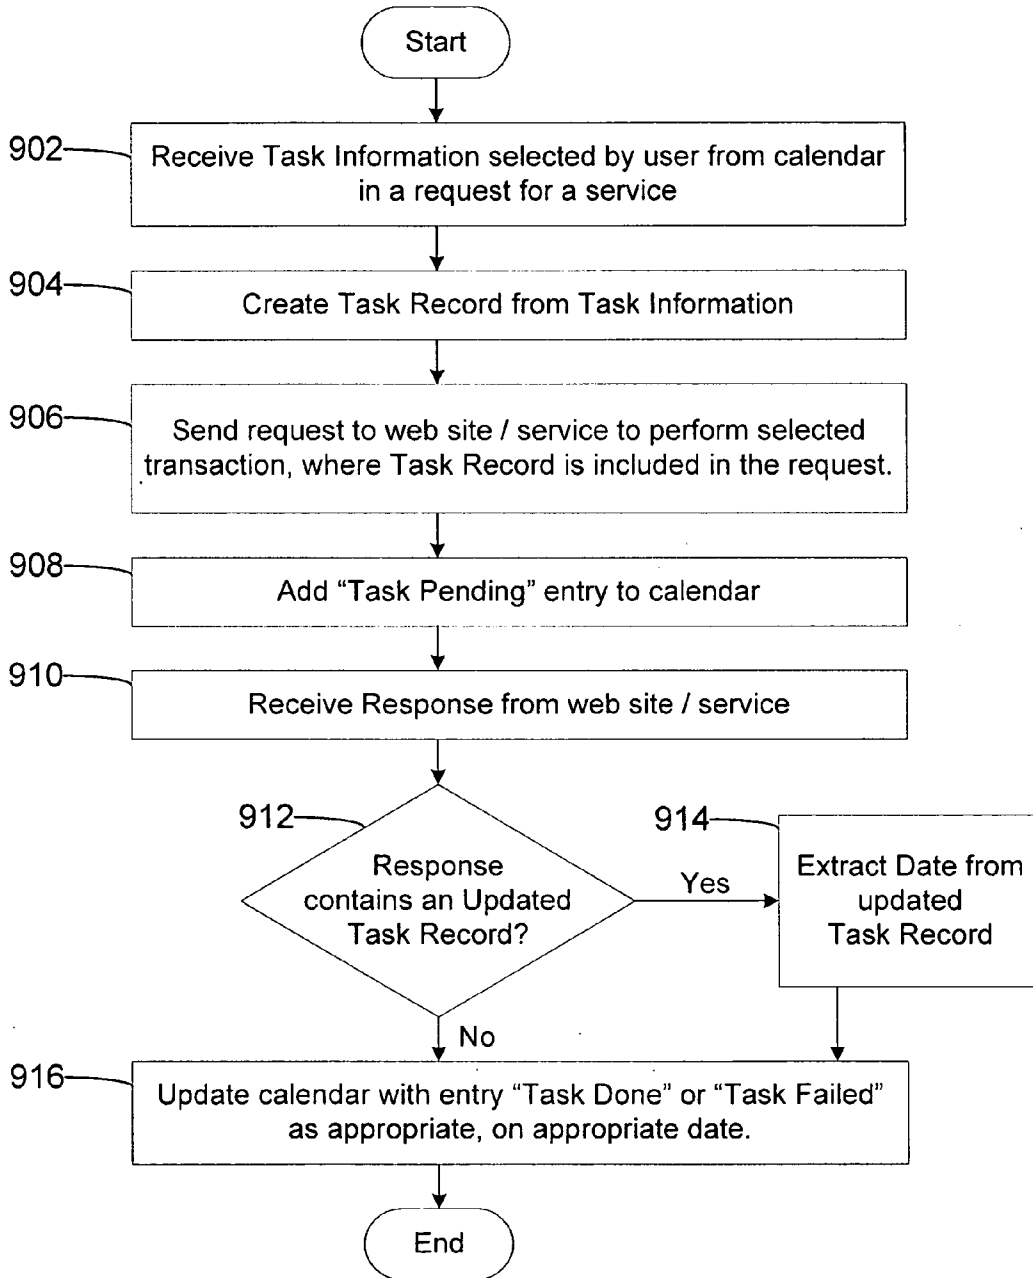 Start
902
Receive Task Information selected by user from calendar
in a request for a service
904
Create Task Record from Task Information
906
Send request to web site / service to perform selected
transaction, where Task Record is included in the request.
908
Add “Task Pending” entry to calendar
910
Receive Response from web site / service
912
Response
contains an Updated
Task Record?
Yes
914
Extract Date from
updated
Task Record
No
916
Update calendar with entry “Task Done” or “Task Failed”
as appropriate, on appropriate date.
End